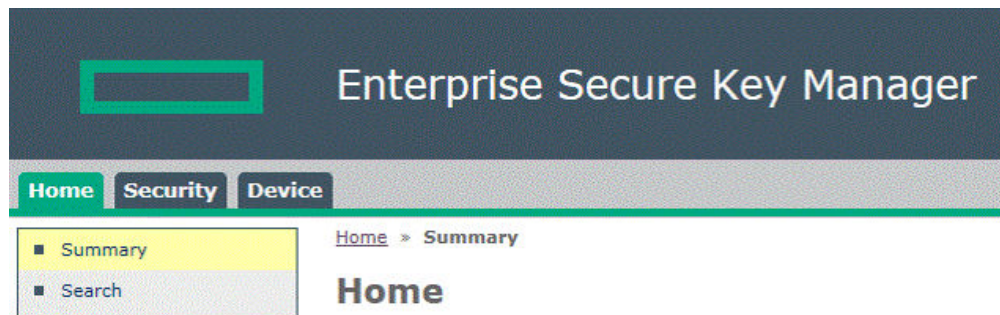 Enterprise Secure Key Manager
Home Security Device
Summary
Search
Home » Summary
Home